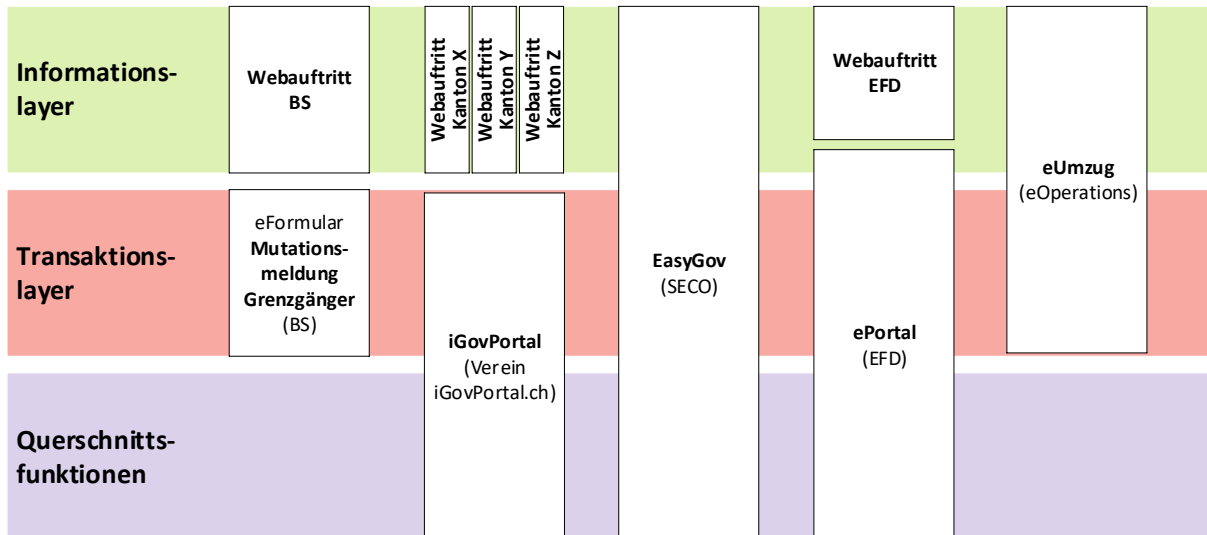 Informations-
layer
Webauftritt
BS
Webauftritt
Kanton X
Webauftritt
Kanton Y
Webauftritt
Kanton Z
Webauftritt
EFD
Transaktions-
layer
eFormular
Mutations-
meldung
Grenzgänger
(BS)
iGovPortal
(Verein
iGovPortal.ch)
EasyGov
(SECO)
ePortal
(EFD)
eUmzug
(eOperations)
Querschnitts-
funktionen